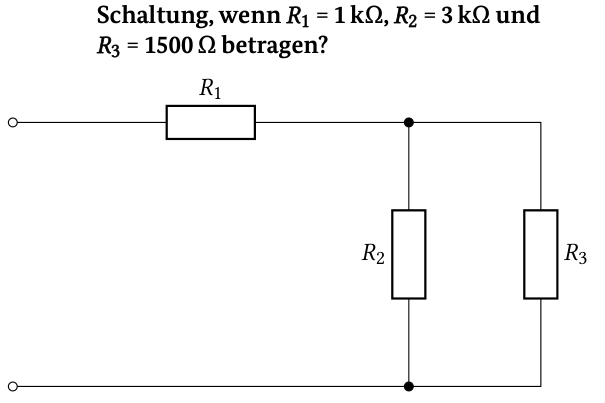 Schaltung, wenn R₁ = 1 kΩ, R₂ = 3 kΩ und
R₃ = 1500 Ω betragen?
R₁
R₂
R₃